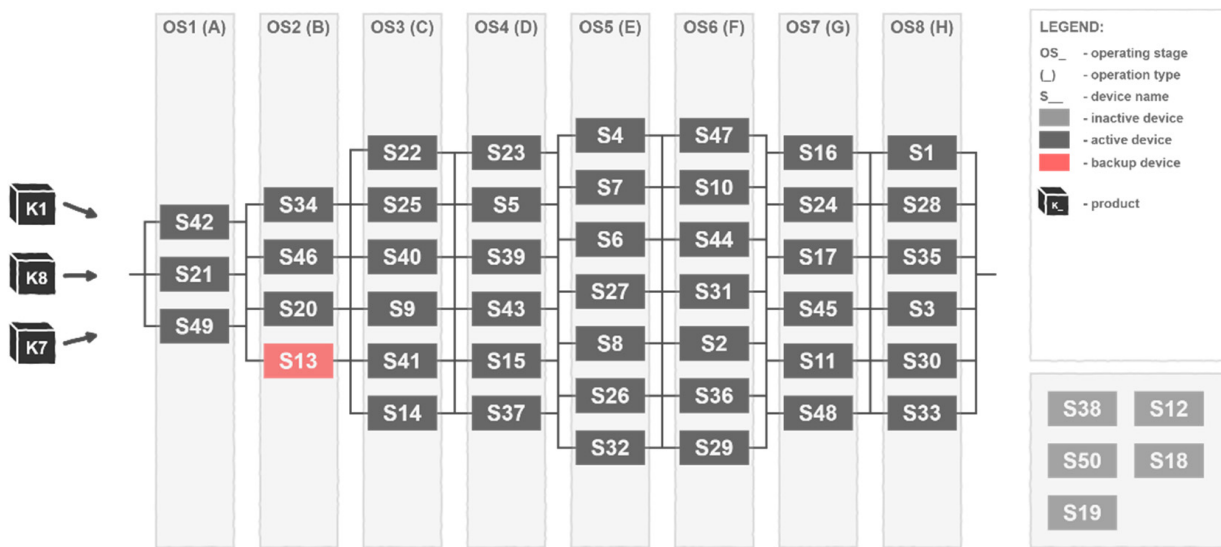 OS1 (A) OS2 (B) OS3 (C) OS4 (D) OS5 (E) OS6 (F) OS7 (G) OS8 (H)
K1
K8
K7
S42
S21
S49
S34
S46
S20
S13
S22
S25
S40
S9
S41
S14
S23
S5
S39
S43
S15
S37
S4
S7
S6
S27
S8
S26
S32
S47
S10
S44
S31
S2
S36
S29
S16
S24
S17
S45
S11
S48
S1
S28
S35
S3
S30
S33
LEGEND:
OS_ - operating stage
(_) - operation type
S__ - device name
- inactive device
- active device
- backup device
K_ - product
S38 S12
S50 S18
S19